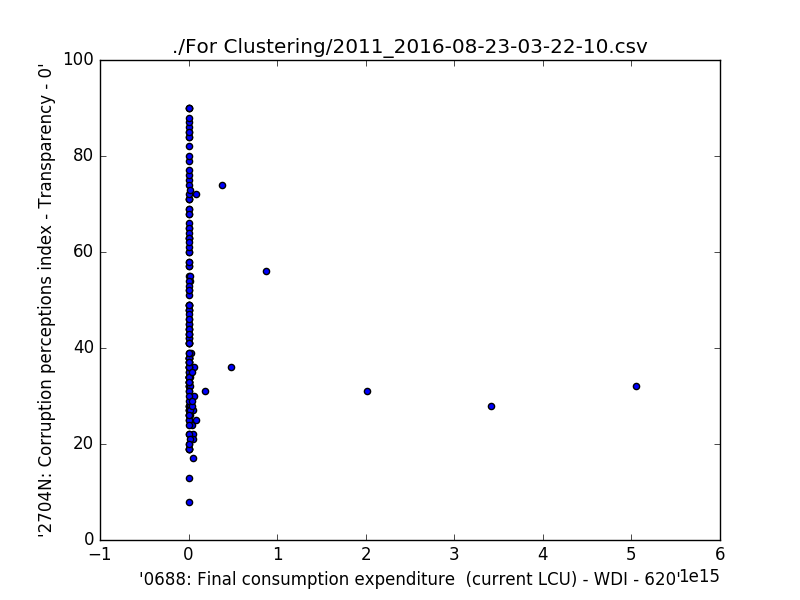 ./For Clustering/2011_2016-08-23-03-22-10.csv
100
80
60
40
20
0
'2704N: Corruption perceptions index - Transparency - 0'
−1 0 1 2 3 4 5 6
1e15
'0688: Final consumption expenditure  (current LCU) - WDI - 620'